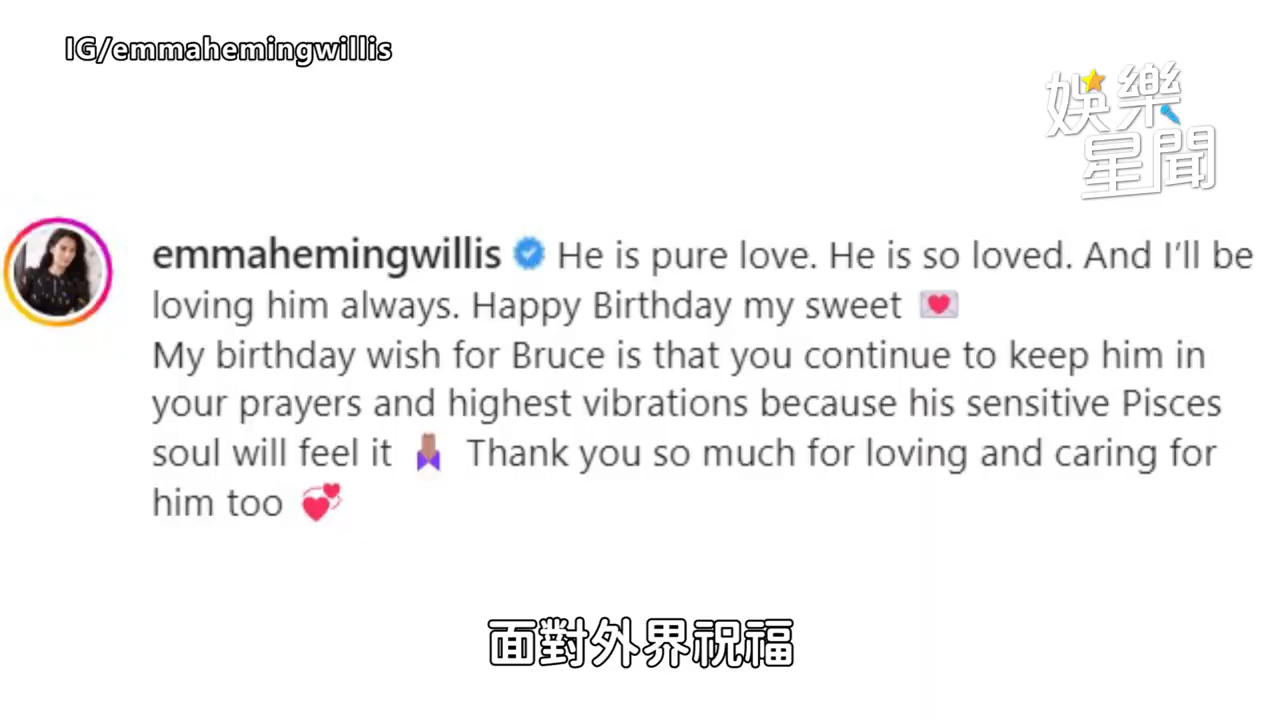 IG/emmahemingwillis
娛樂
星聞
emmahemingwillis He is pure love. He is so loved. And I’ll be
loving him always. Happy Birthday my sweet 💌
My birthday wish for Bruce is that you continue to keep him in
your prayers and highest vibrations because his sensitive Pisces
soul will feel it 🙏🏽 Thank you so much for loving and caring for
him too 💞
面對外界祝福